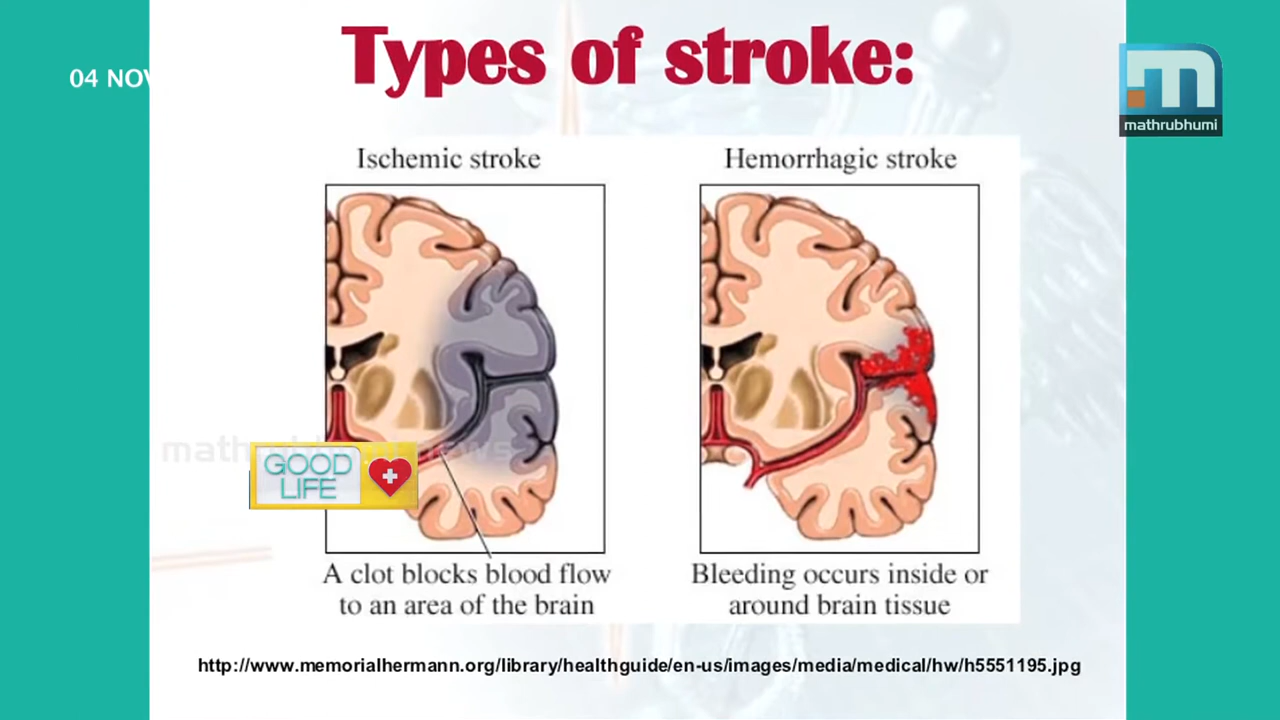 Types of stroke:
04 NOV
mathrubhumi
Ischemic stroke
Hemorrhagic stroke
GOOD
LIFE
A clot blocks blood flow
to an area of the brain
Bleeding occurs inside or
around brain tissue
http://www.memorialhermann.org/library/healthguide/en-us/images/media/medical/hw/h5551195.jpg